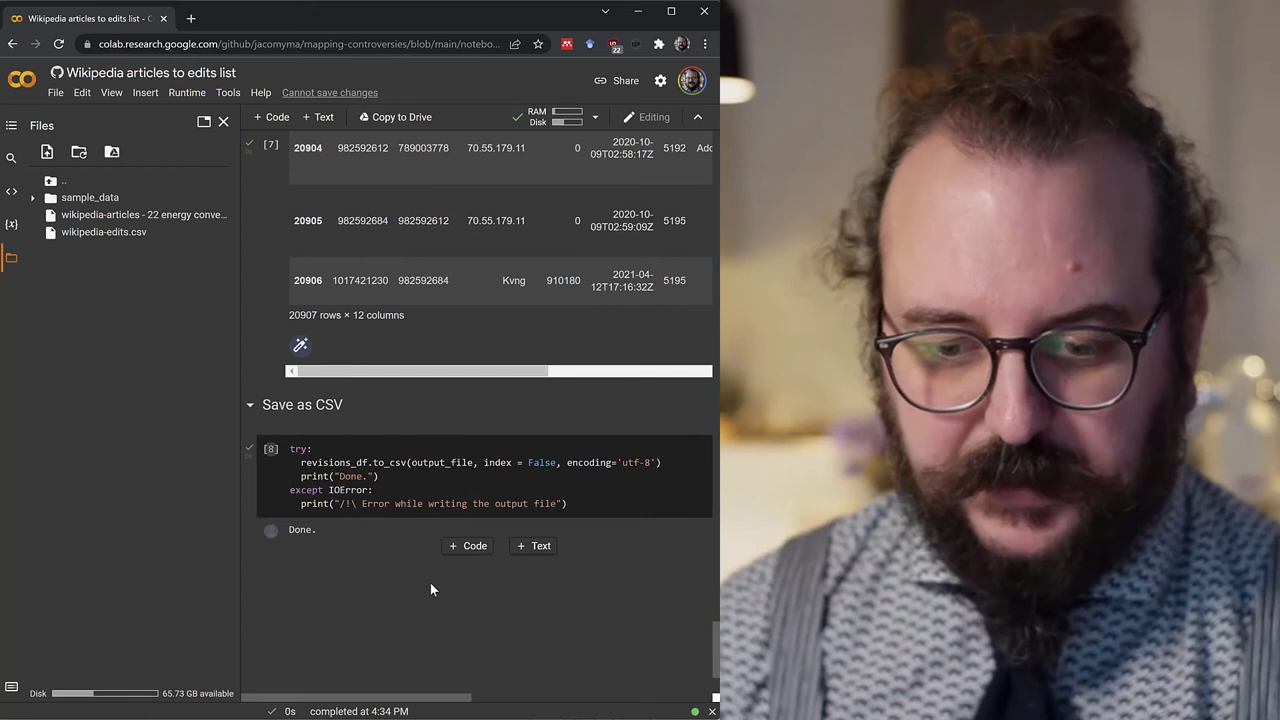 Wikipedia articles to edits list - C
colab.research.google.com/github/jacomyma/mapping-controversies/blob/main/notebo...
22
Wikipedia articles to edits list
Share
File Edit View Insert Runtime Tools Help Cannot save changes
Files
+ Code + Text Copy to Drive
RAM
Disk
Editing
..
sample_data
wikipedia-articles - 22 energy conve...
wikipedia-edits.csv
[7]
20904 982592612 789003778 70.55.179.11 0 2020-10-09T02:58:17Z 5192
20905 982592684 982592612 70.55.179.11 0 2020-10-09T02:59:09Z 5195
20906 1017421230 982592684 Kvng 910180 2021-04-12T17:16:32Z 5195
20907 rows × 12 columns
Save as CSV
[8] try:
revisions_df.to_csv(output_file, index = False, encoding='utf-8')
print("Done.")
except IOError:
print("/!\ Error while writing the output file")
Done.
+ Code + Text
Disk 65.73 GB available
0s completed at 4:34 PM